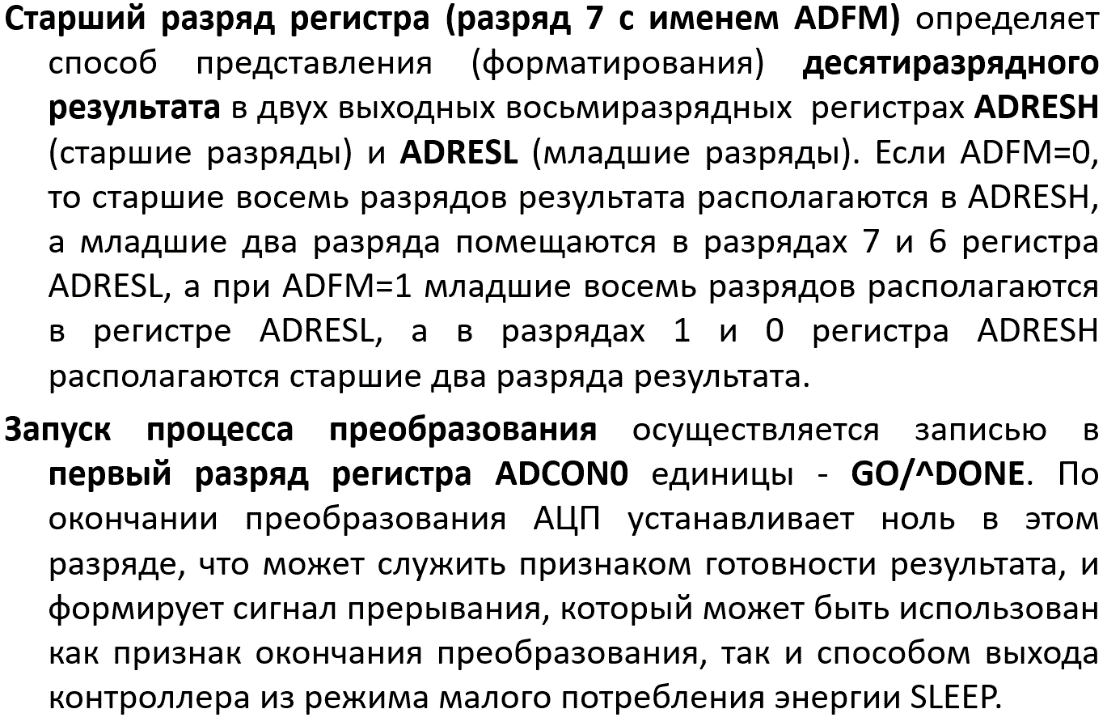 Старший разряд регистра (разряд 7 с именем ADFM) определяет
способ представления (форматирования) десятиразрядного
результата в двух выходных восьмиразрядных регистрах ADRESH
(старшие разряды) и ADRESL (младшие разряды). Если ADFM=0,
то старшие восемь разрядов результата располагаются в ADRESH,
а младшие два разряда помещаются в разрядах 7 и 6 регистра
ADRESL, а при ADFM=1 младшие восемь разрядов располагаются
в регистре ADRESL, а в разрядах 1 и 0 регистра ADRESH
располагаются старшие два разряда результата.
Запуск процесса преобразования осуществляется записью в
первый разряд регистра ADCON0 единицы - GO/^DONE. По
окончании преобразования АЦП устанавливает ноль в этом
разряде, что может служить признаком готовности результата, и
формирует сигнал прерывания, который может быть использован
как признак окончания преобразования, так и способом выхода
контроллера из режима малого потребления энергии SLEEP.